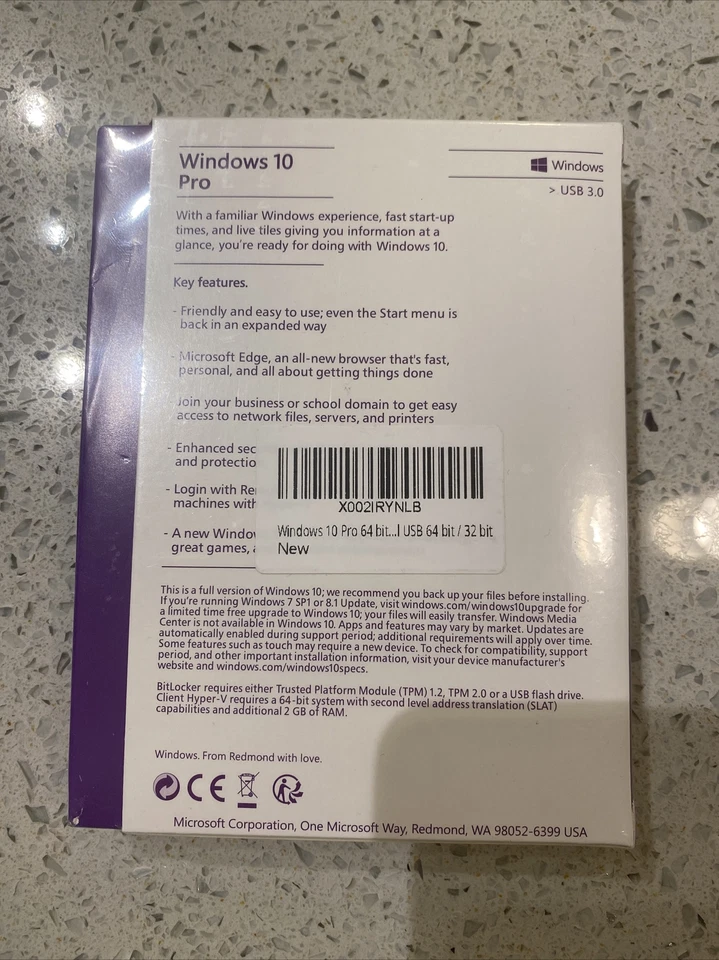 Windows 10
Pro
Windows
> USB 3.0
With a familiar Windows experience, fast start-up
times, and live tiles giving you information at a
glance, you're ready for doing with Windows 10.
Key features.
- Friendly and easy to use; even the Start menu is
back in an expanded way
- Microsoft Edge, an all-new browser that's fast,
personal, and all about getting things done
Join your business or school domain to get easy
access to network files, servers, and printers
- Enhanced sec
and protectio
- Login with Re
machines with
- A new Window
great games,
X002IRYNLB
Windows 10 Pro 64 bit...l USB 64 bit / 32 bit
New
This is a full version of Windows 10; we recommend you back up your files before installing.
If you're running Windows 7 SP1 or 8.1 Update, visit windows.com/windows10upgrade for
a limited time free upgrade to Windows 10; your files will easily transfer. Windows Media
Center is not available in Windows 10. Apps and features may vary by market. Updates are
automatically enabled during support period; additional requirements will apply over time.
Some features such as touch may require a new device. To check for compatibility, support
period, and other important installation information, visit your device manufacturer's
website and windows.com/windows10specs.
BitLocker requires either Trusted Platform Module (TPM) 1.2, TPM 2.0 or a USB flash drive.
Client Hyper-V requires a 64-bit system with second level address translation (SLAT)
capabilities and additional 2 GB of RAM.
Windows. From Redmond with love.
CE
Microsoft Corporation, One Microsoft Way, Redmond, WA 98052-6399 USA